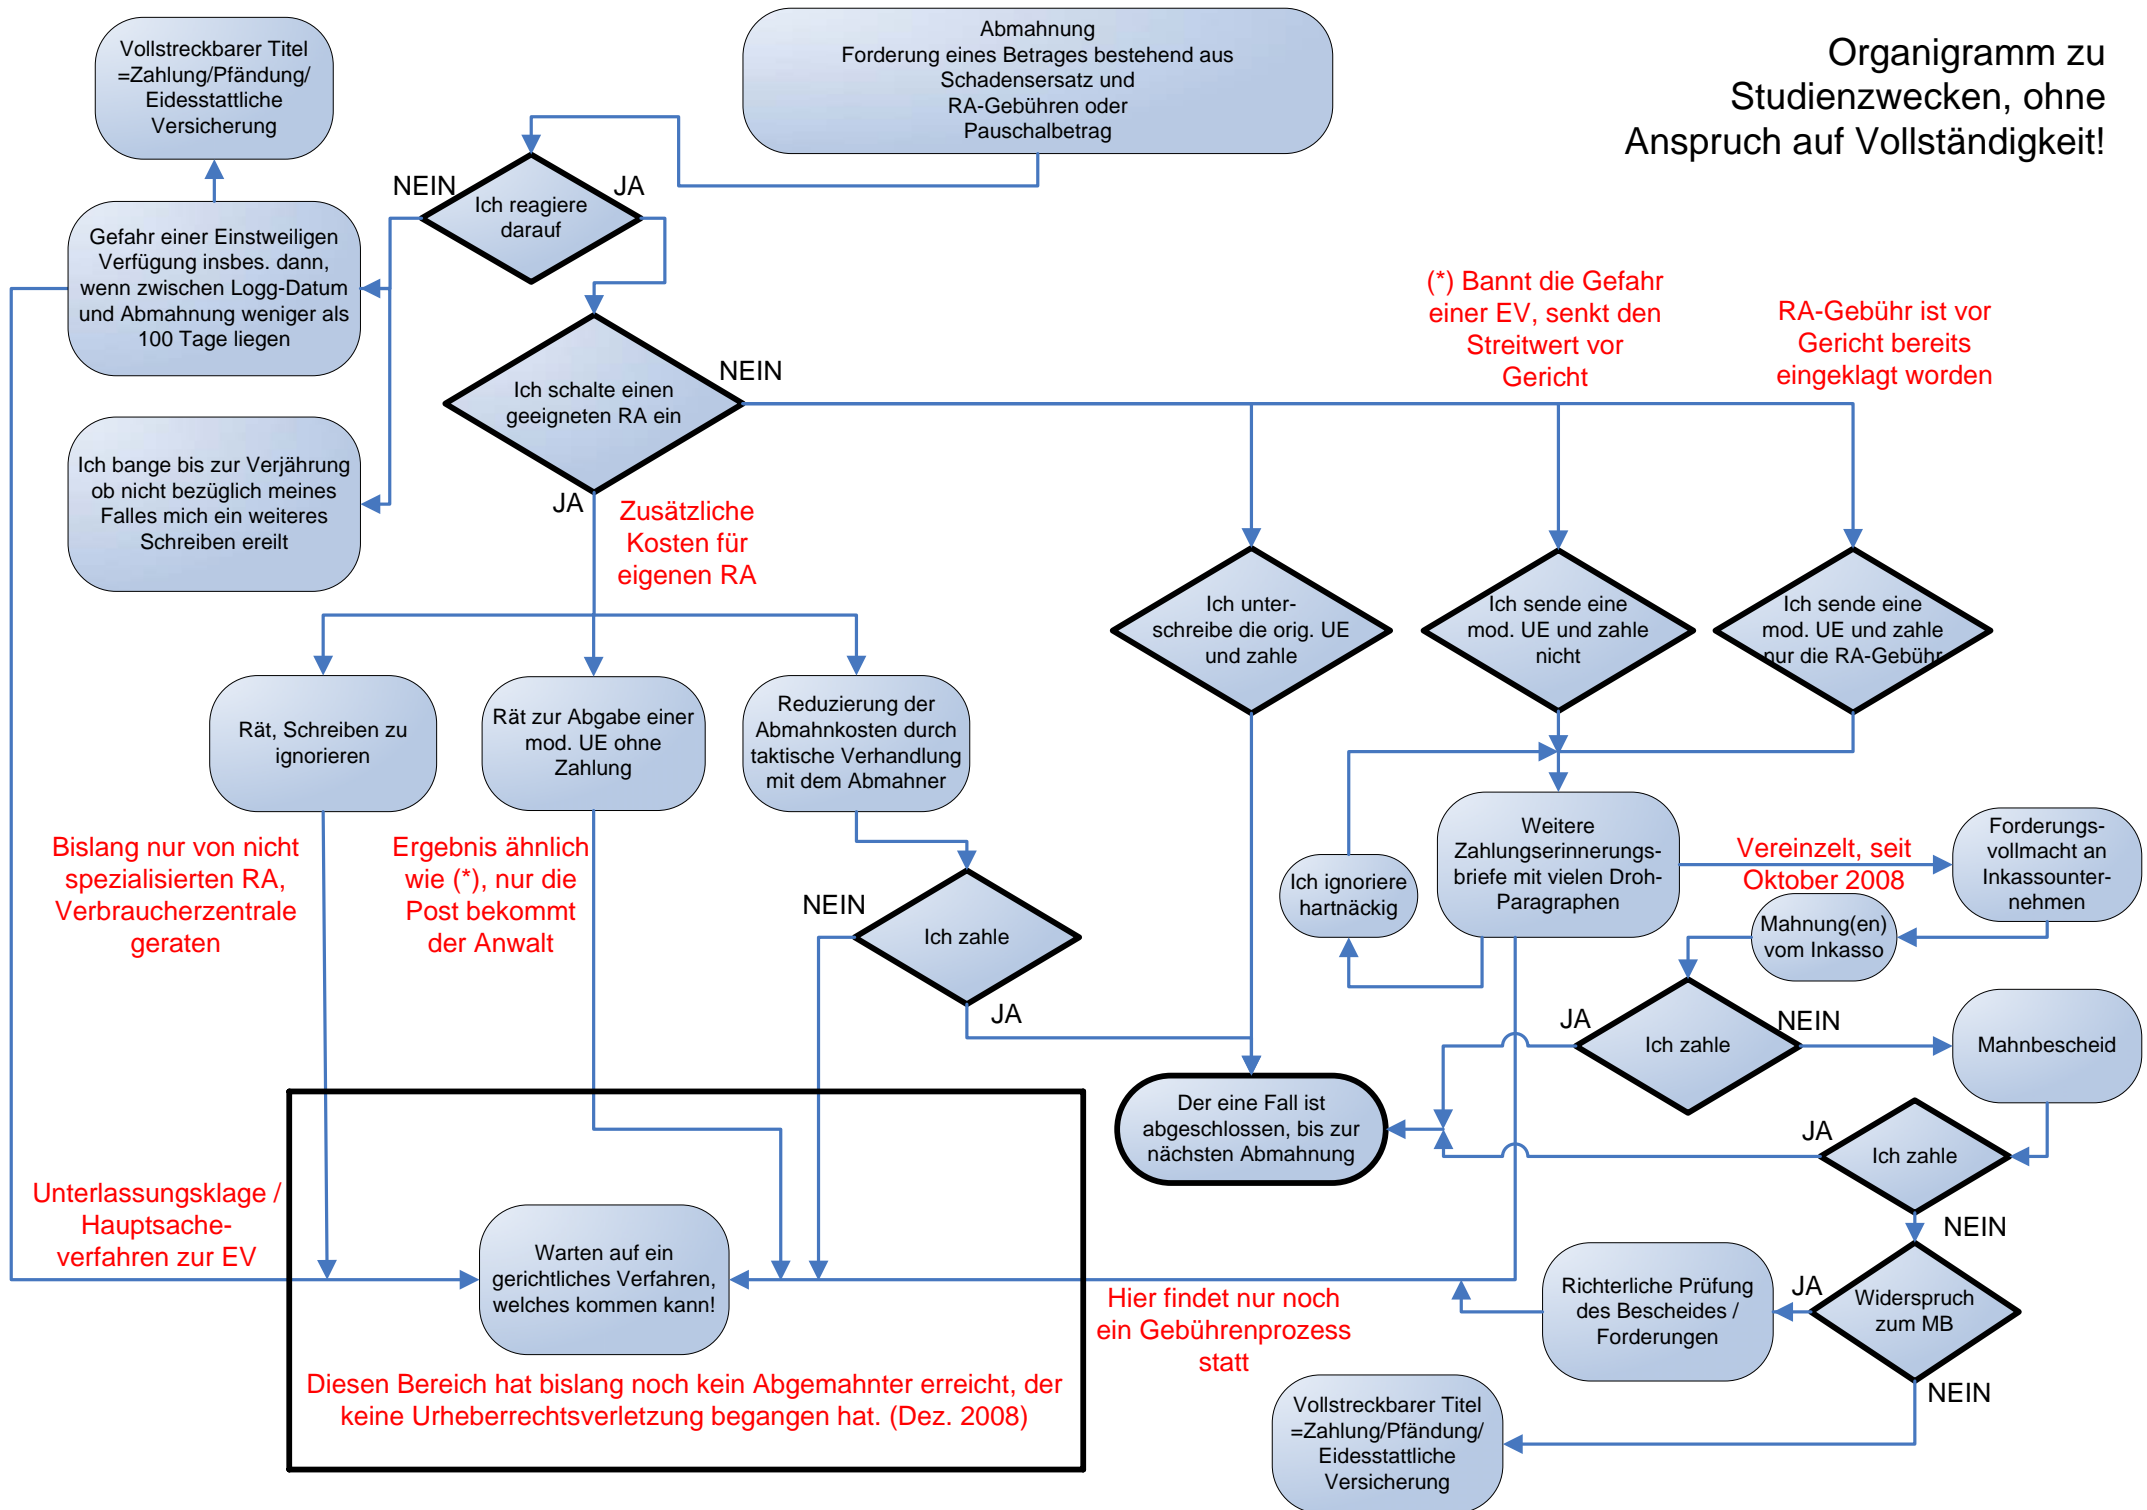 Abmahnung
Forderung eines Betrages bestehend aus
Schadensersatz und
RA-Gebühren oder
Pauschalbetrag
Organigramm zu
Studienzwecken, ohne
Anspruch auf Vollständigkeit!
Vollstreckbarer Titel
=Zahlung/Pfändung/
Eidesstattliche
Versicherung
NEIN
JA
Ich reagiere
darauf
Gefahr einer Einstweiligen
Verfügung insbes. dann,
wenn zwischen Logg-Datum
und Abmahnung weniger als
100 Tage liegen
(*) Bannt die Gefahr
einer EV, senkt den
Streitwert vor
Gericht
RA-Gebühr ist vor
Gericht bereits
eingeklagt worden
Ich schalte einen
geeigneten RA ein
NEIN
JA
Ich bange bis zur Verjährung
ob nicht bezüglich meines
Falles mich ein weiteres
Schreiben ereilt
Zusätzliche
Kosten für
eigenen RA
Ich unter-
schreibe die orig. UE
und zahle
Ich sende eine
mod. UE und zahle
nicht
Ich sende eine
mod. UE und zahle
nur die RA-Gebühr
Rät, Schreiben zu
ignorieren
Rät zur Abgabe einer
mod. UE ohne
Zahlung
Reduzierung der
Abmahnkosten durch
taktische Verhandlung
mit dem Abmahner
Bislang nur von nicht
spezialisierten RA,
Verbraucherzentrale
geraten
Ergebnis ähnlich
wie (*), nur die
Post bekommt
der Anwalt
NEIN
Ich zahle
JA
Ich ignoriere
hartnäckig
Weitere
Zahlungserinnerungs-
briefe mit vielen Droh-
Paragraphen
Vereinzelt, seit
Oktober 2008
Forderungs-
vollmacht an
Inkassounter-
nehmen
Mahnung(en)
vom Inkasso
JA
NEIN
Ich zahle
Mahnbescheid
Der eine Fall ist
abgeschlossen, bis zur
nächsten Abmahnung
JA
Ich zahle
NEIN
Unterlassungsklage /
Hauptsache-
verfahren zur EV
Warten auf ein
gerichtliches Verfahren,
welches kommen kann!
Hier findet nur noch
ein Gebührenprozess
statt
Richterliche Prüfung
des Bescheides /
Forderungen
JA
Widerspruch
zum MB
NEIN
Diesen Bereich hat bislang noch kein Abgemahnter erreicht, der
keine Urheberrechtsverletzung begangen hat. (Dez. 2008)
Vollstreckbarer Titel
=Zahlung/Pfändung/
Eidesstattliche
Versicherung